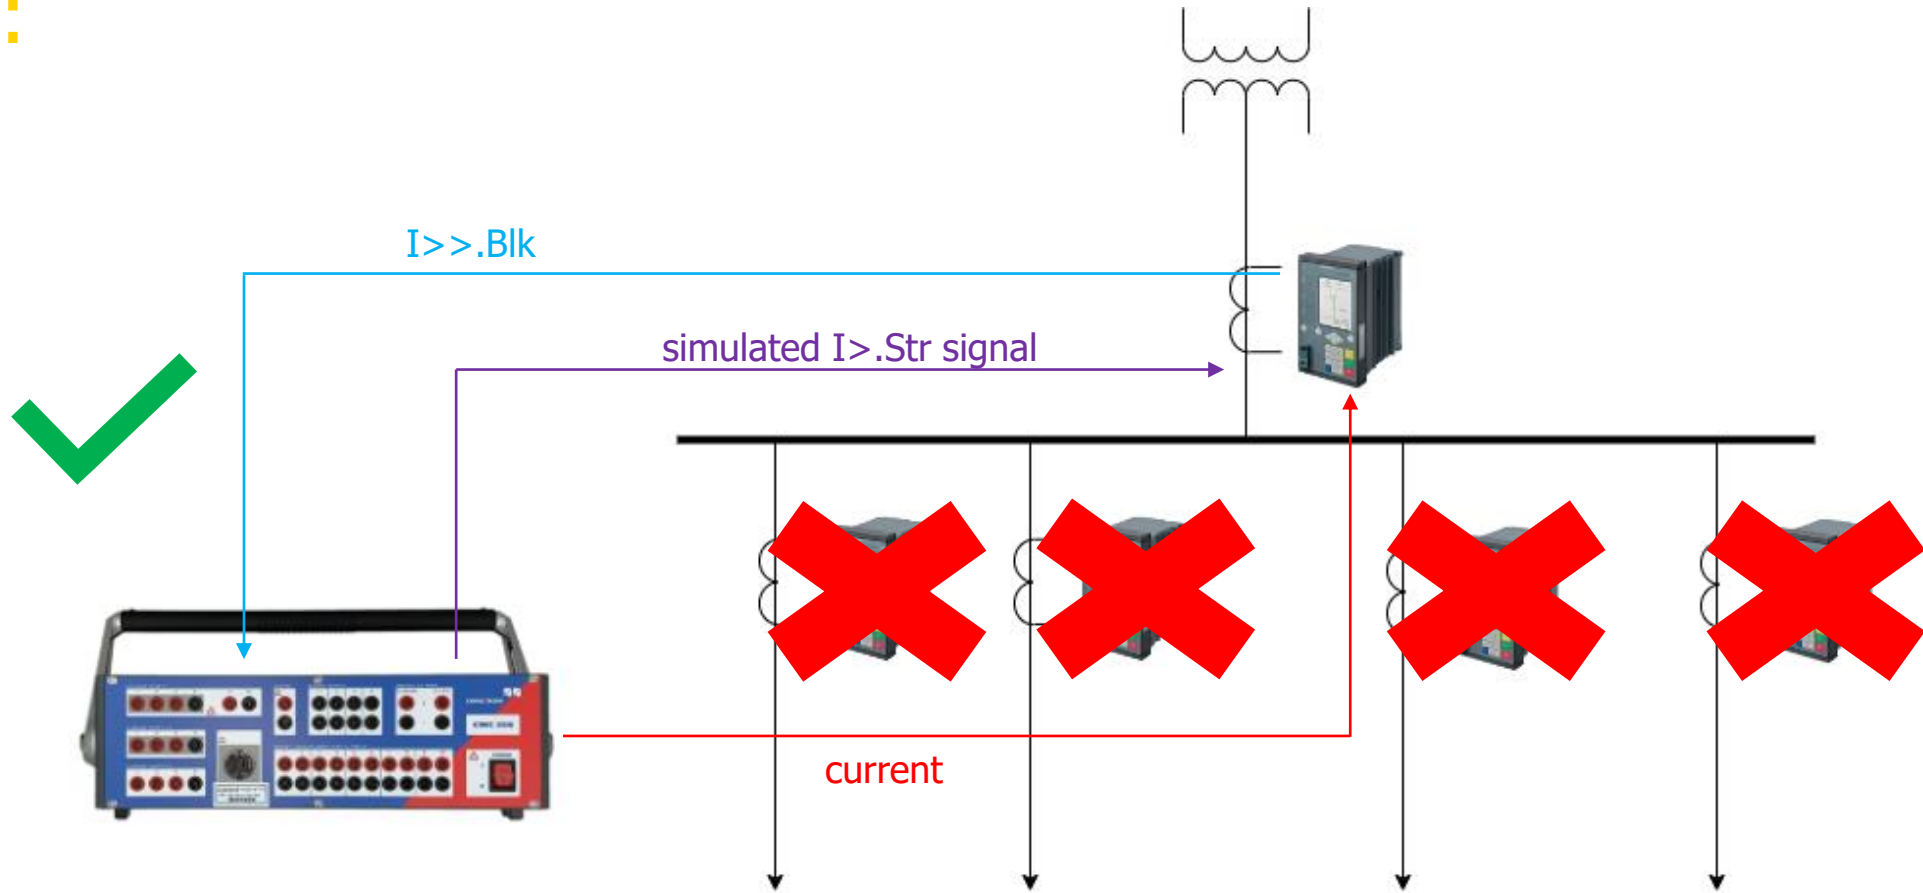 I>>.Blk
simulated I>.Str signal
current